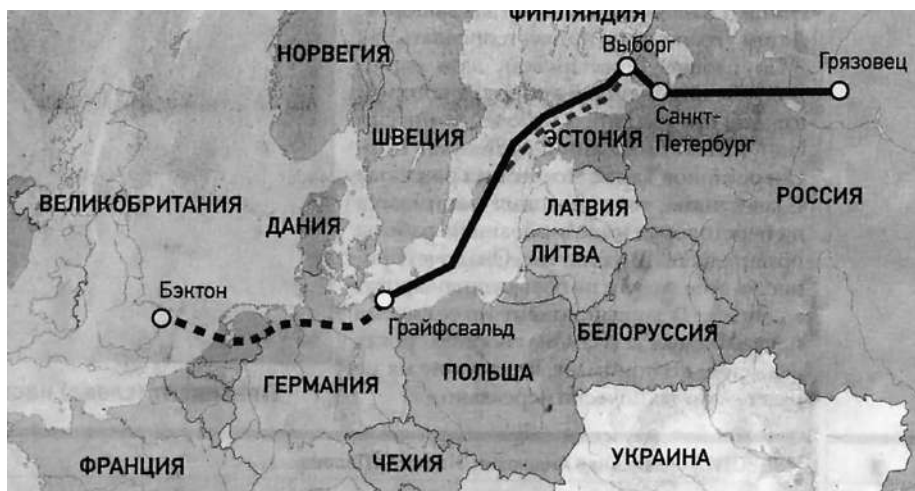 ФИНЛЯНДИЯ
НОРВЕГИЯ
Выборг
Грязовец
ШВЕЦИЯ
ЭСТОНИЯ
Санкт-
Петербург
ВЕЛИКОБРИТАНИЯ
ДАНИЯ
ЛАТВИЯ
РОССИЯ
ЛИТВА
Бэктон
Грайфсвальд
БЕЛОРУССИЯ
ГЕРМАНИЯ
ПОЛЬША
ФРАНЦИЯ
ЧЕХИЯ
УКРАИНА